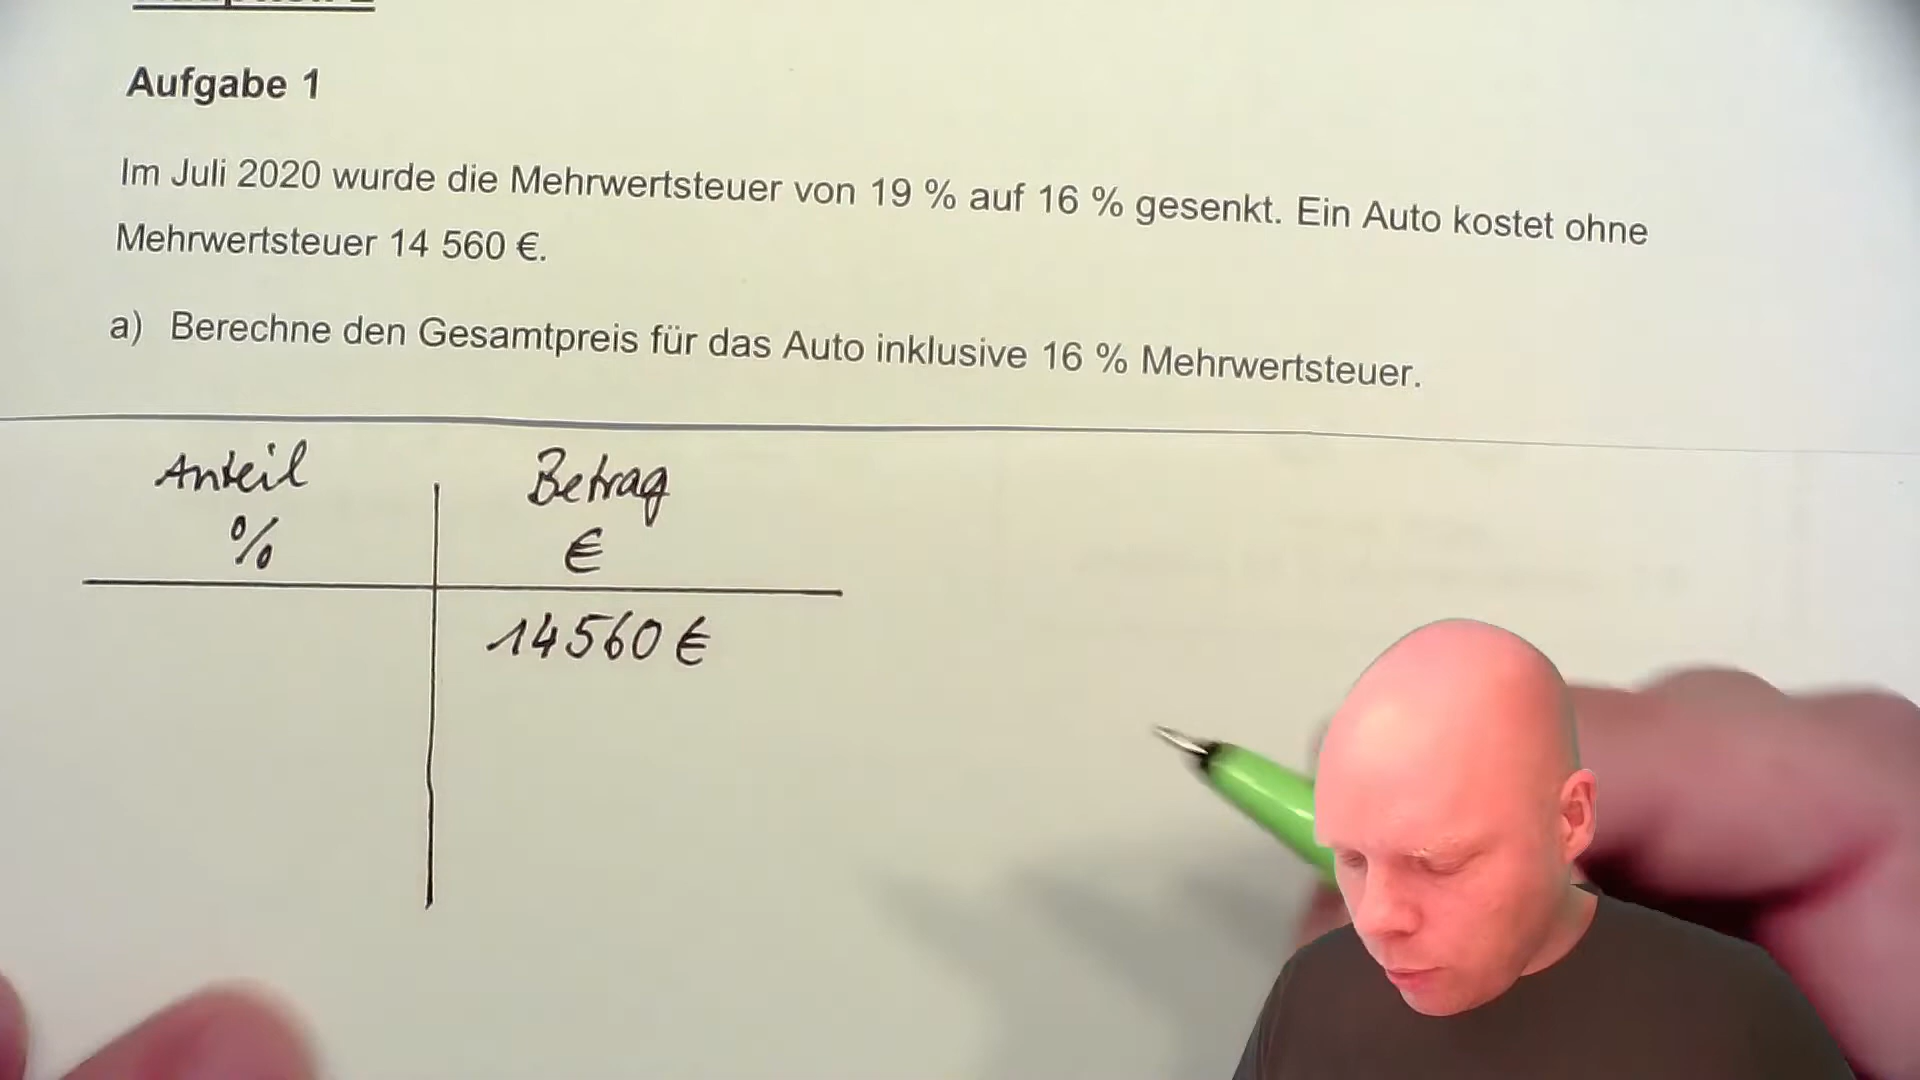 Aufgabe 1
Im Juli 2020 wurde die Mehrwertsteuer von 19 % auf 16 % gesenkt. Ein Auto kostet ohne
Mehrwertsteuer 14 560 €.
a) Berechne den Gesamtpreis für das Auto inklusive 16 % Mehrwertsteuer.
Anteil Betrag
% €
14560 €